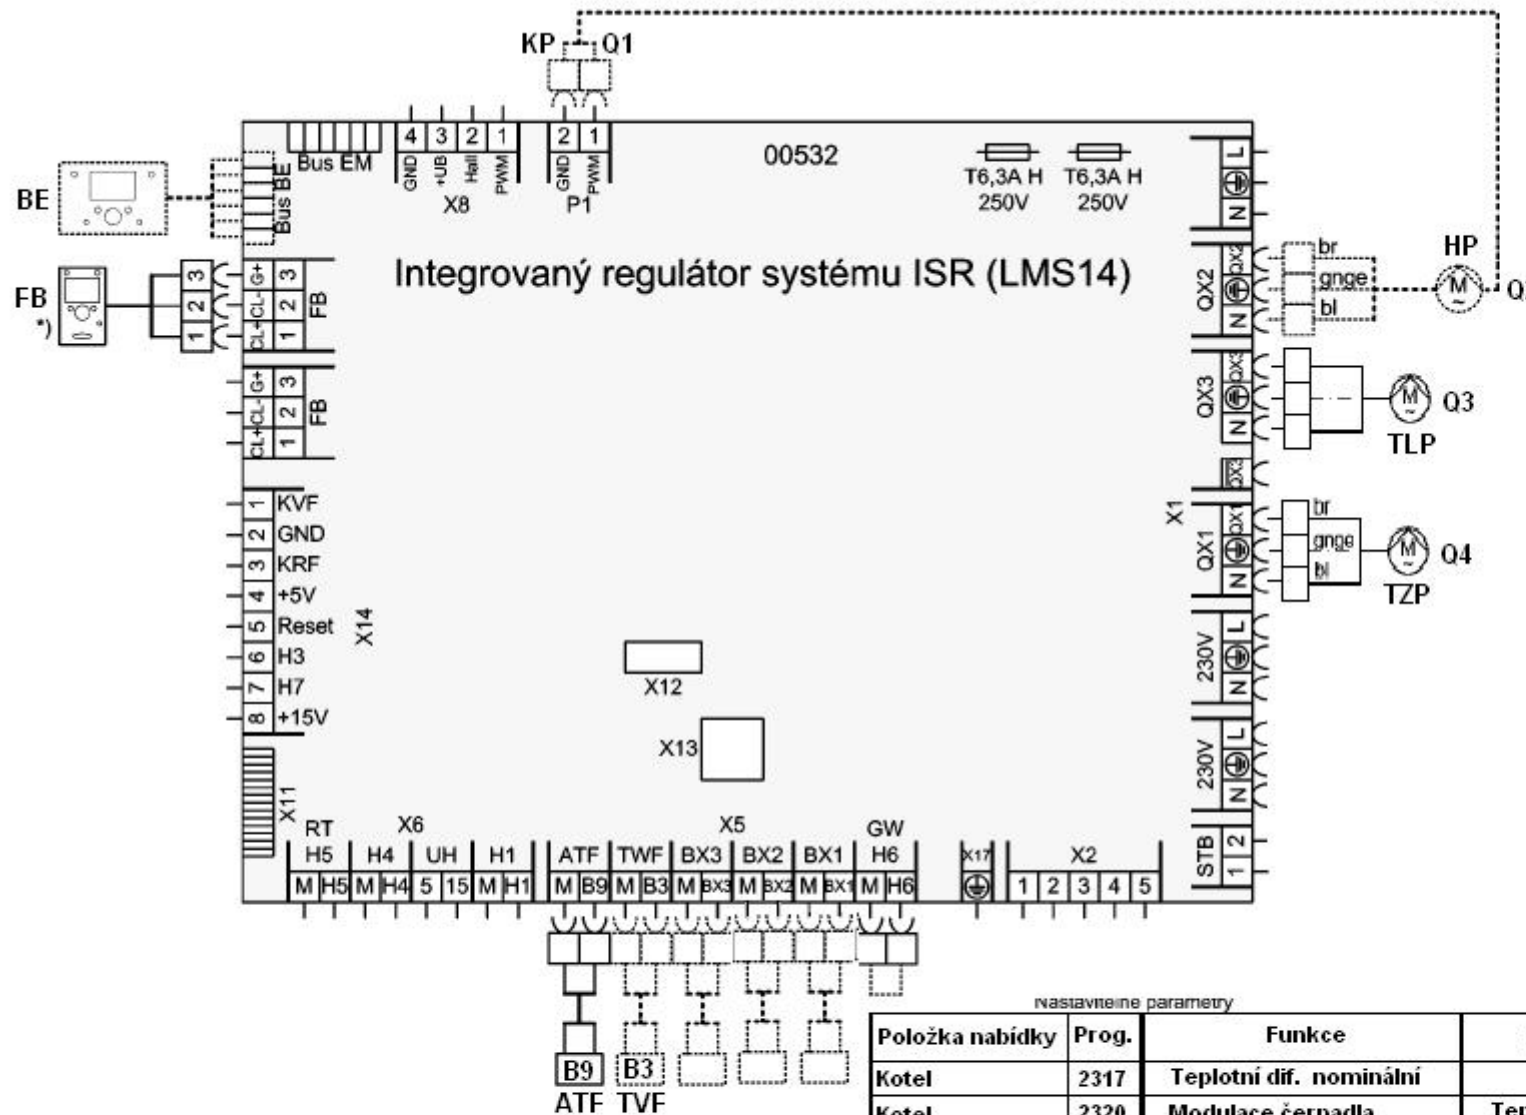 KP Q1
4 3 2 1
2 1
Bus EM
GND +UB Hall PWM
GND PWM
X8
P1
00532
T6,3A H
250V
T6,3A H
250V
L
N
BE
Bus BE
FB
*)
3
2
1
G+ 3
CL- 2
CL+ 1
FB
Integrovaný regulátor systému ISR (LMS14)
QX2
QX2
N
br
gnge
bl
HP
M
~
Q
G+ 3
CL- 2
CL+ 1
FB
QX3
QX3
N
M
~
Q3
TLP
QX3
X1
1 KVF
2 GND
3 KRF
4 +5V
5 Reset
6 H3
7 H7
8 +15V
X14
QX1
QX1
N
br
gnge
bl
M
~
Q4
TZP
230V
L
N
230V
L
N
X12
X13
X11
STB
2
1
RT X6 X5 GW
H5 H4 UH H1 ATF TWF BX3 BX2 BX1 H6 X17 X2
M H5 M H4 5 15 M H1 M B9 M B3 M BX3 M BX2 M BX1 M H6 1 2 3 4 5
B9 B3
ATF TVF
Nastavitelné parametry
Položka nabídky Prog. Funkce
Kotel 2317 Teplotní dif. nominální
Kotel 2320 Modulace čerpadla